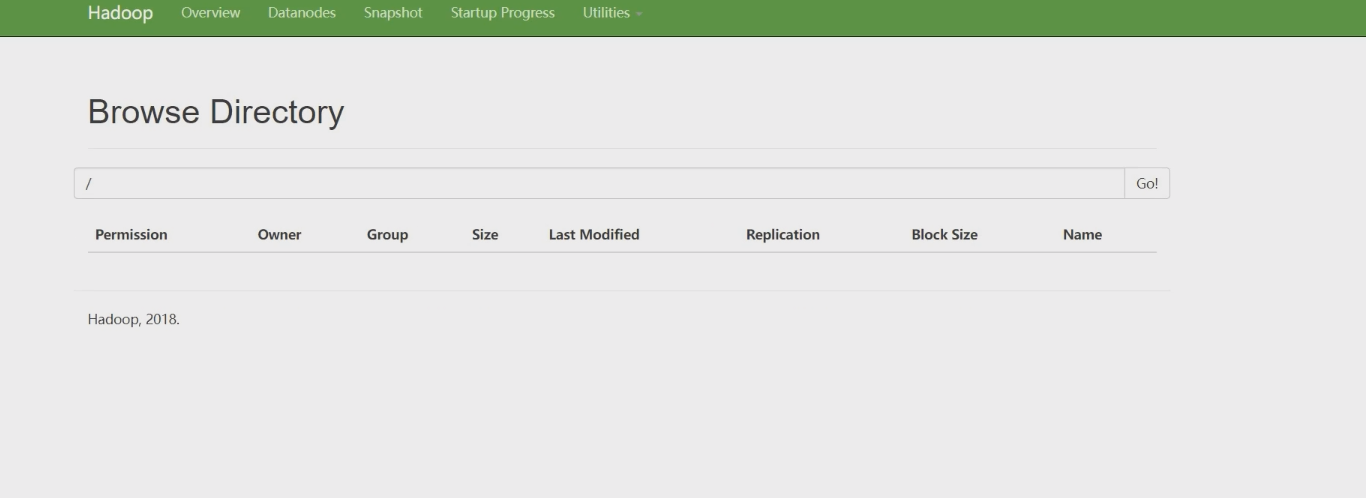 Hadoop Overview Datanodes Snapshot Startup Progress Utilities
Browse Directory
/ Go!
Permission Owner Group Size Last Modified Replication Block Size Name
Hadoop, 2018.